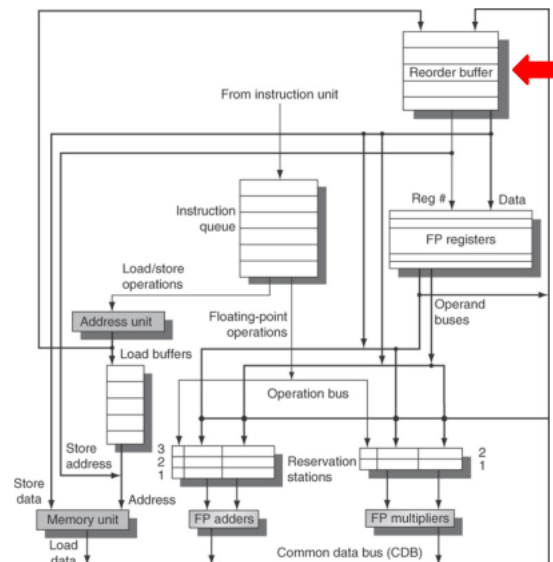 Reorder buffer
From instruction unit
Reg #
Data
Instruction
queue
FP registers
Load/store
operations
Operand
buses
Floating-point
operations
Address unit
Load buffers
Operation bus
Store
address
3
2
1
Reservation
stations
2
1
Store
data
Address
Memory unit
FP adders
FP multipliers
Load
data
Common data bus (CDB)